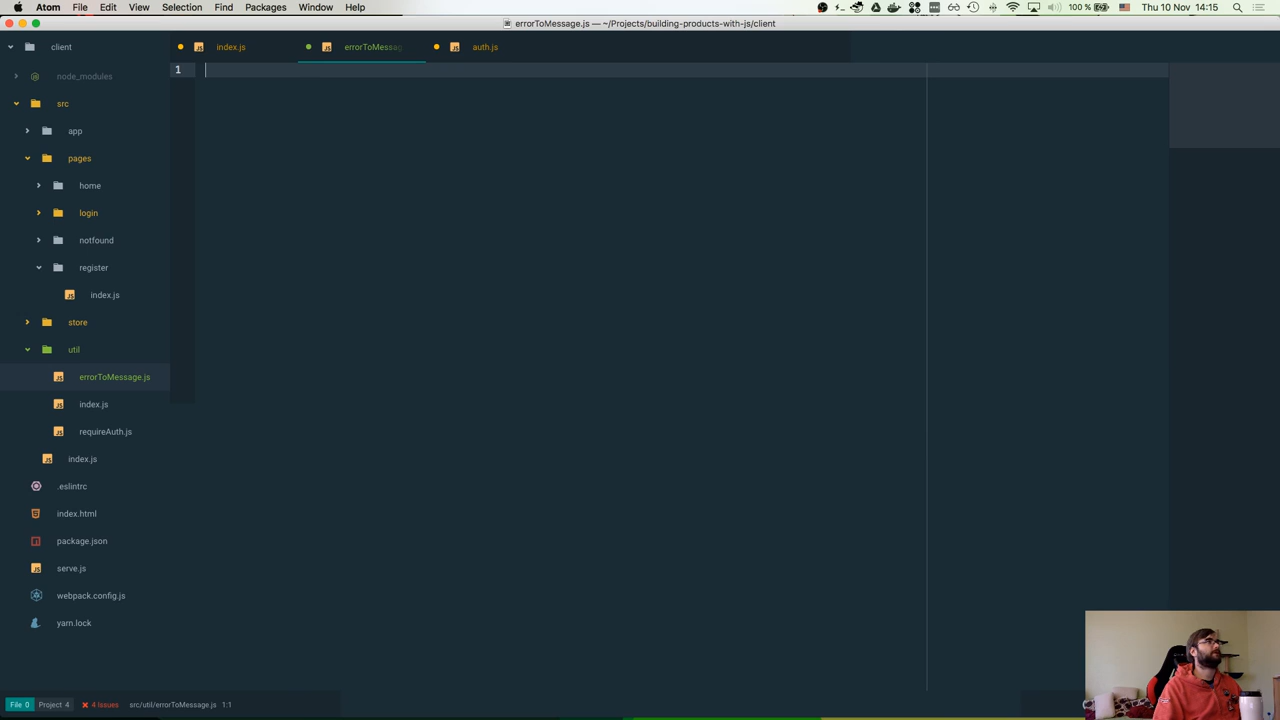 Atom File Edit View Selection Find Packages Window Help 100 % Thu 10 Nov 14:15
errorToMessage.js — ~/Projects/building-products-with-js/client
client
index.js errorToMessag auth.js
1
node_modules
src
app
pages
home
login
notfound
register
index.js
store
util
errorToMessage.js
index.js
requireAuth.js
index.js
.eslintrc
index.html
package.json
serve.js
webpack.config.js
yarn.lock
File 0 Project 4 4 Issues src/util/errorToMessage.js 1:1